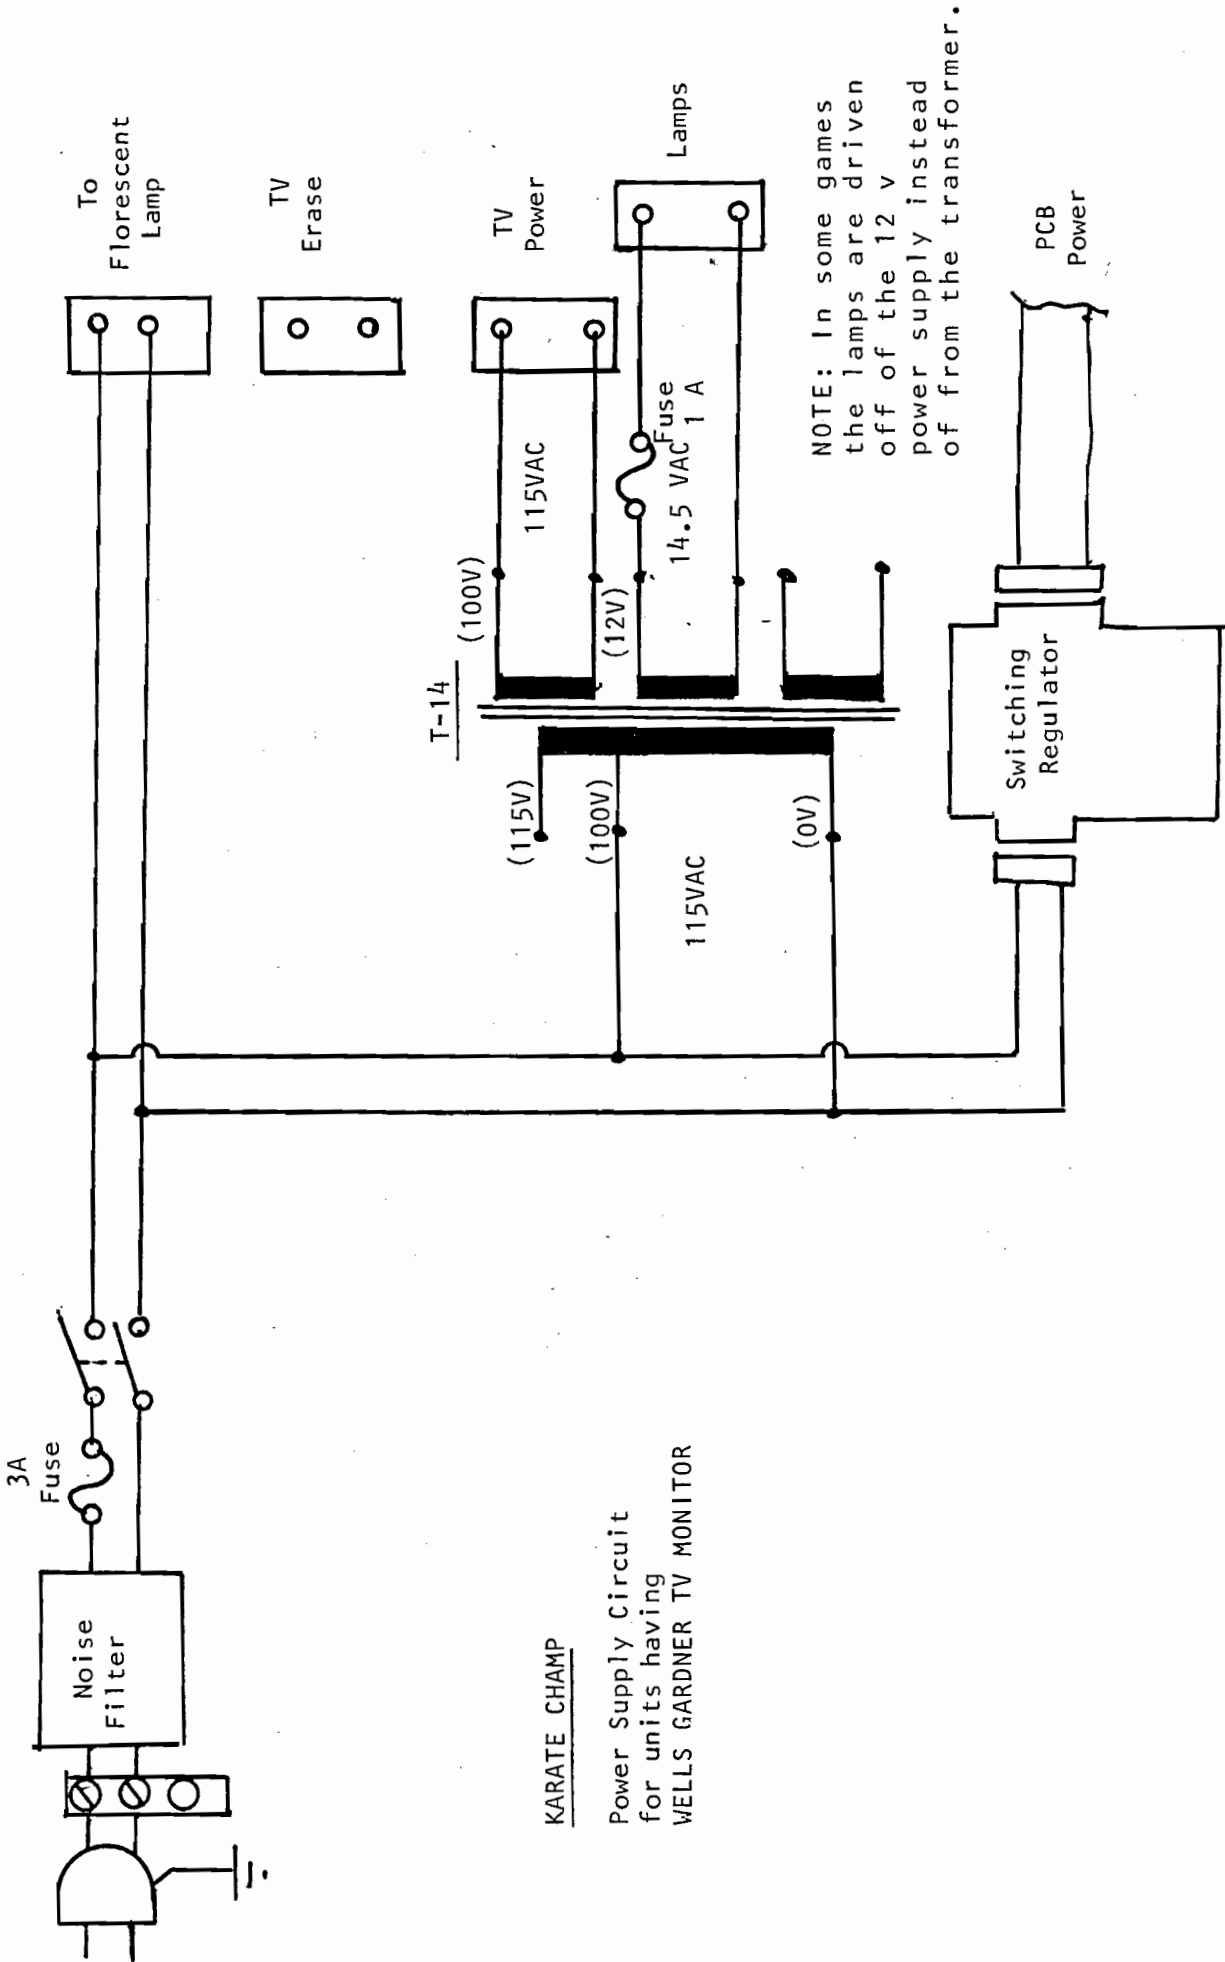 3A
Fuse
Noise
Filter
To
Florescent
Lamp
TV
Erase
TV
Power
Lamps
T-14
(115V)
(100V)
(0V)
115VAC
(100V)
(12V)
115VAC
Fuse
14.5 VAC 1 A
NOTE: In some games
the lamps are driven
off of the 12 v
power supply instead
of from the transformer.
Switching
Regulator
PCB
Power
KARATE CHAMP
Power Supply Circuit
for units having
WELLS GARDNER TV MONITOR